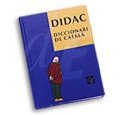 DIDAC
DICCIONARI
DE CATALÀ